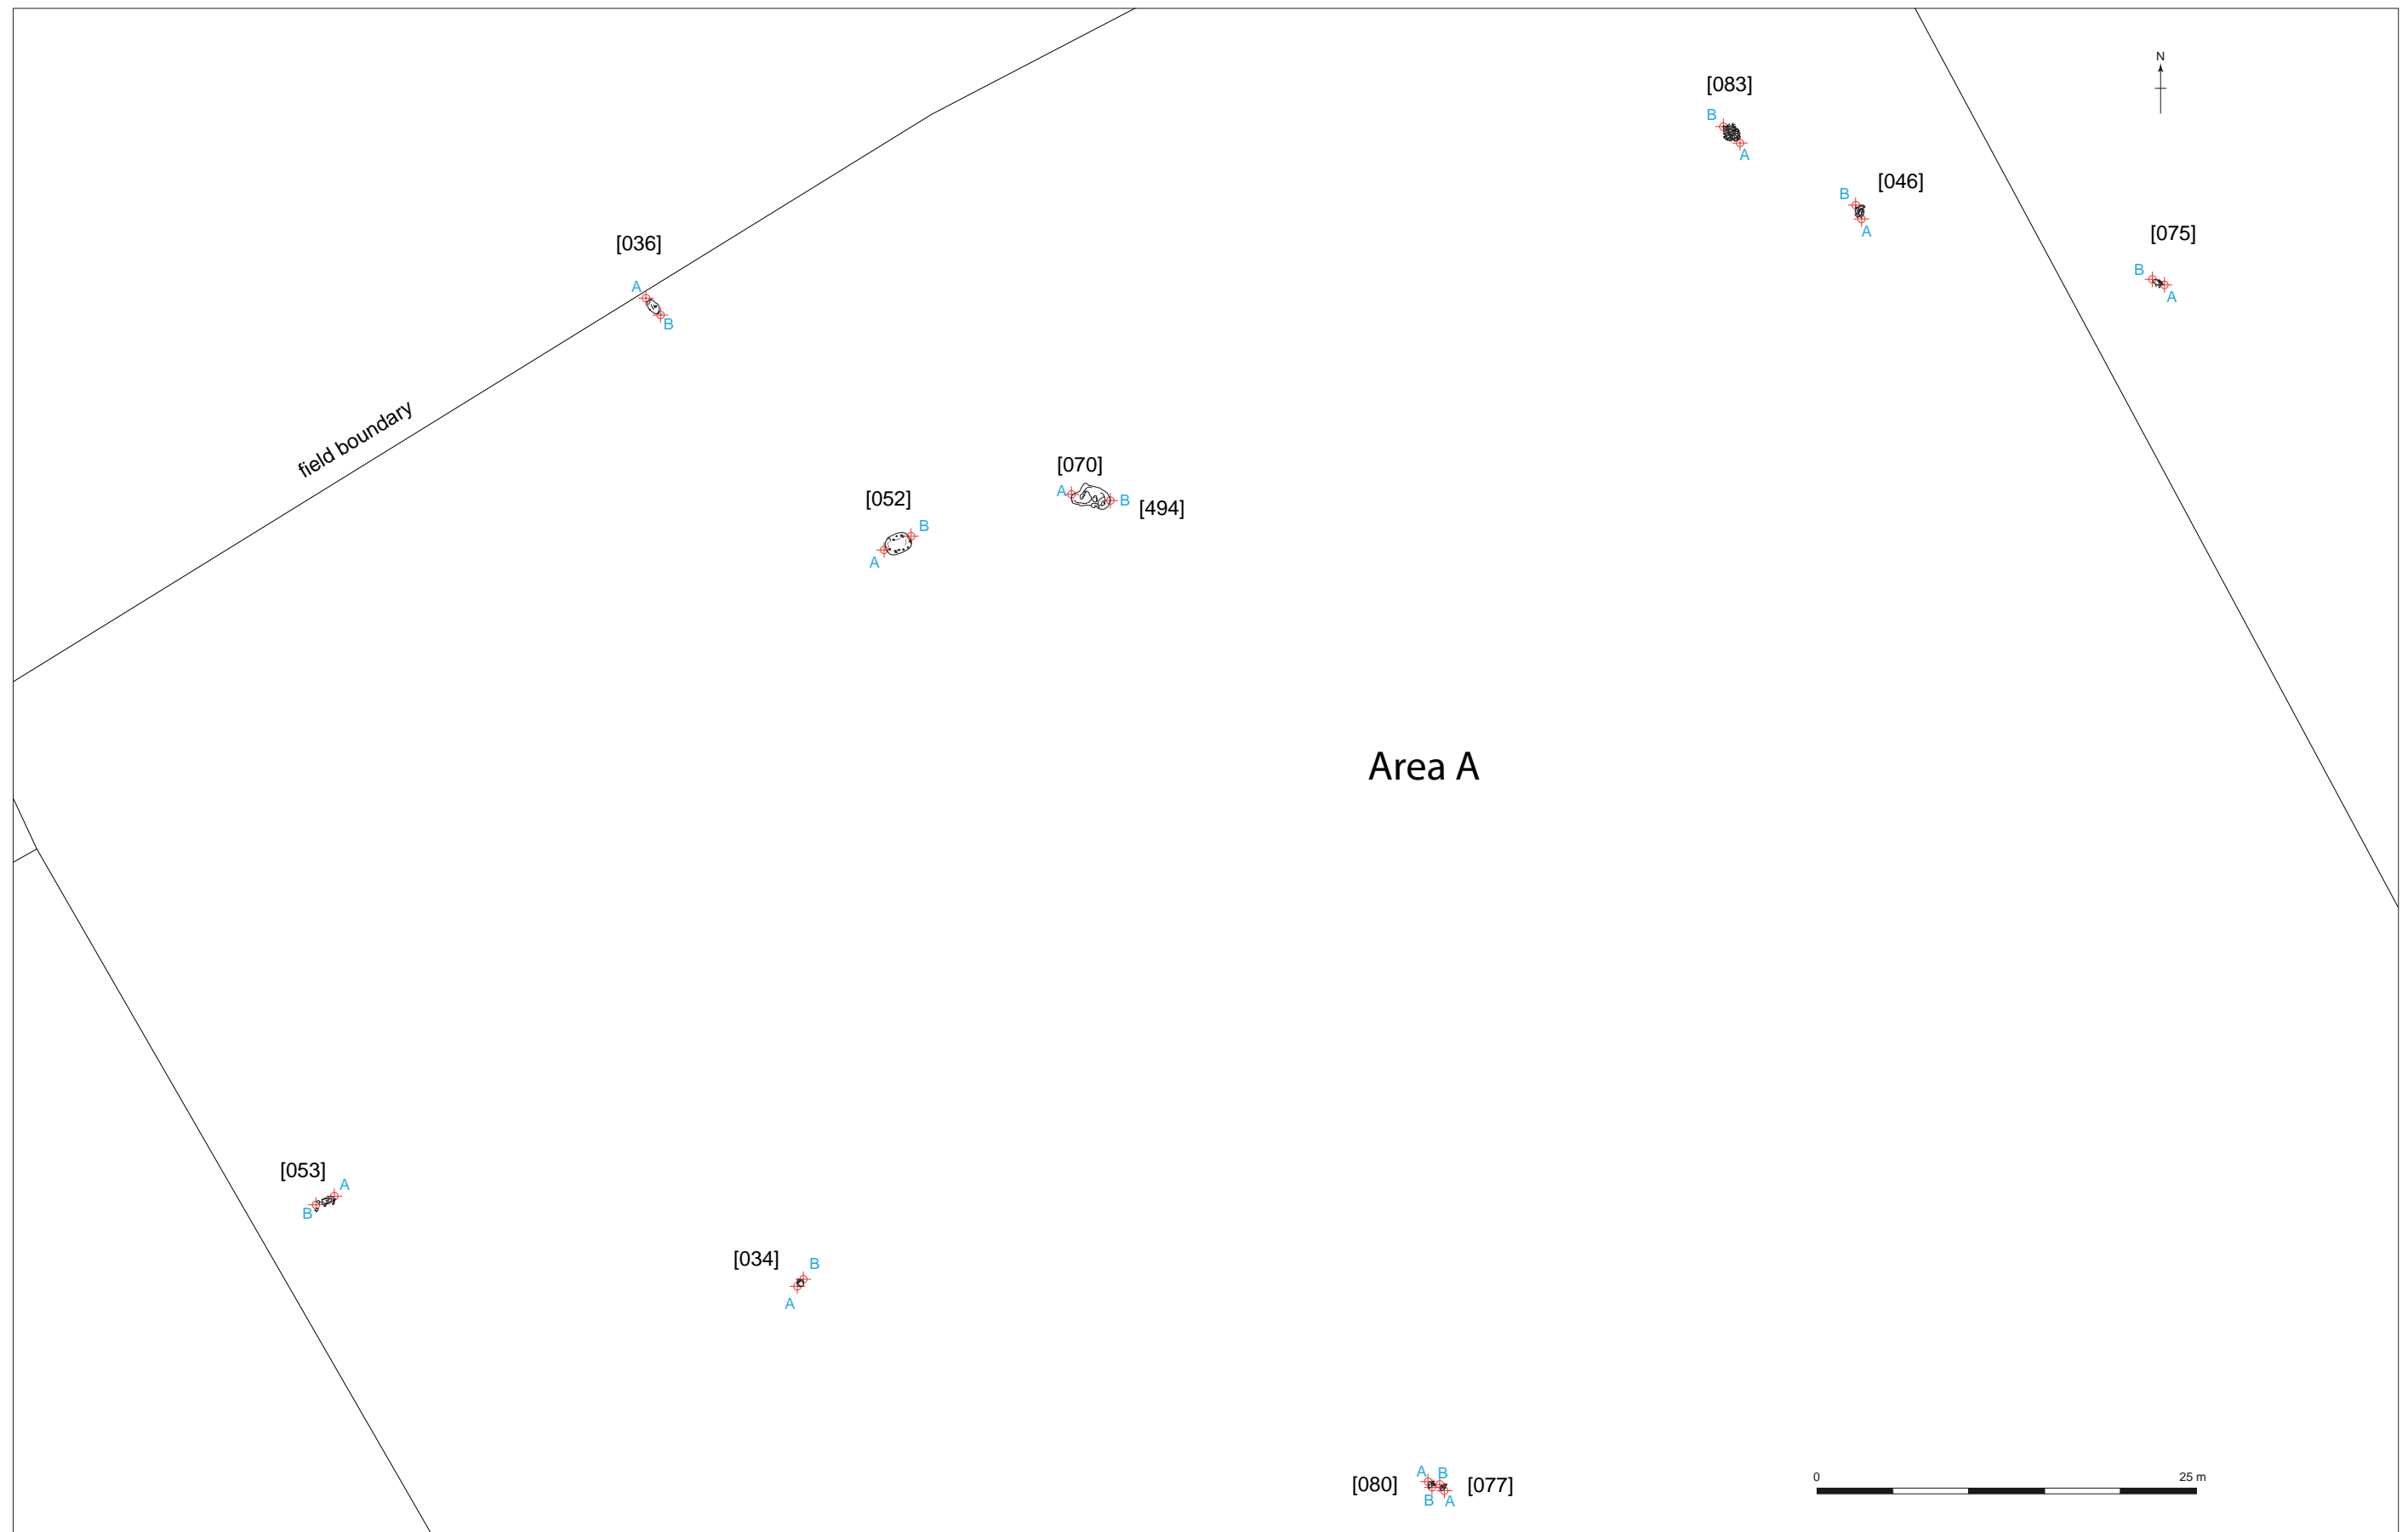 N
[083]
B
A
[046]
B
A
[075]
B
A
[036]
A
B
field boundary
[070]
A
B
[494]
[052]
B
A
Area A
[053]
A
B
[034]
B
A
[080]
A
B
B
A
[077]
0
25 m